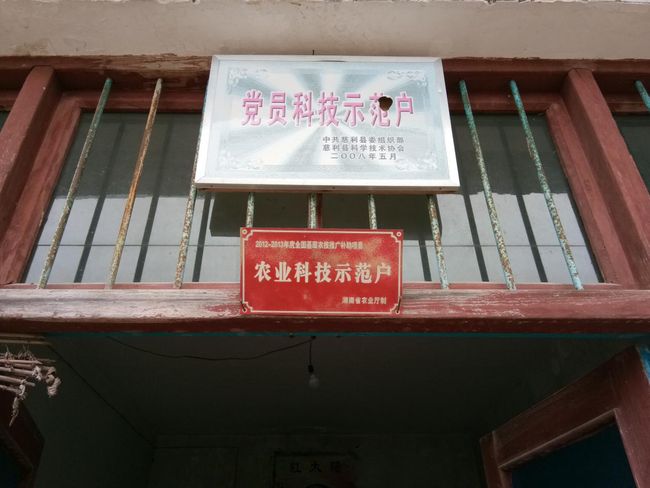 党员科技示范户
中共慈利县委组织部
慈利县科学技术协会
二〇〇八年五月
2012-2013年度全国基层农技推广补助项目
农业科技示范户
湖南省农业厅制
红太阳